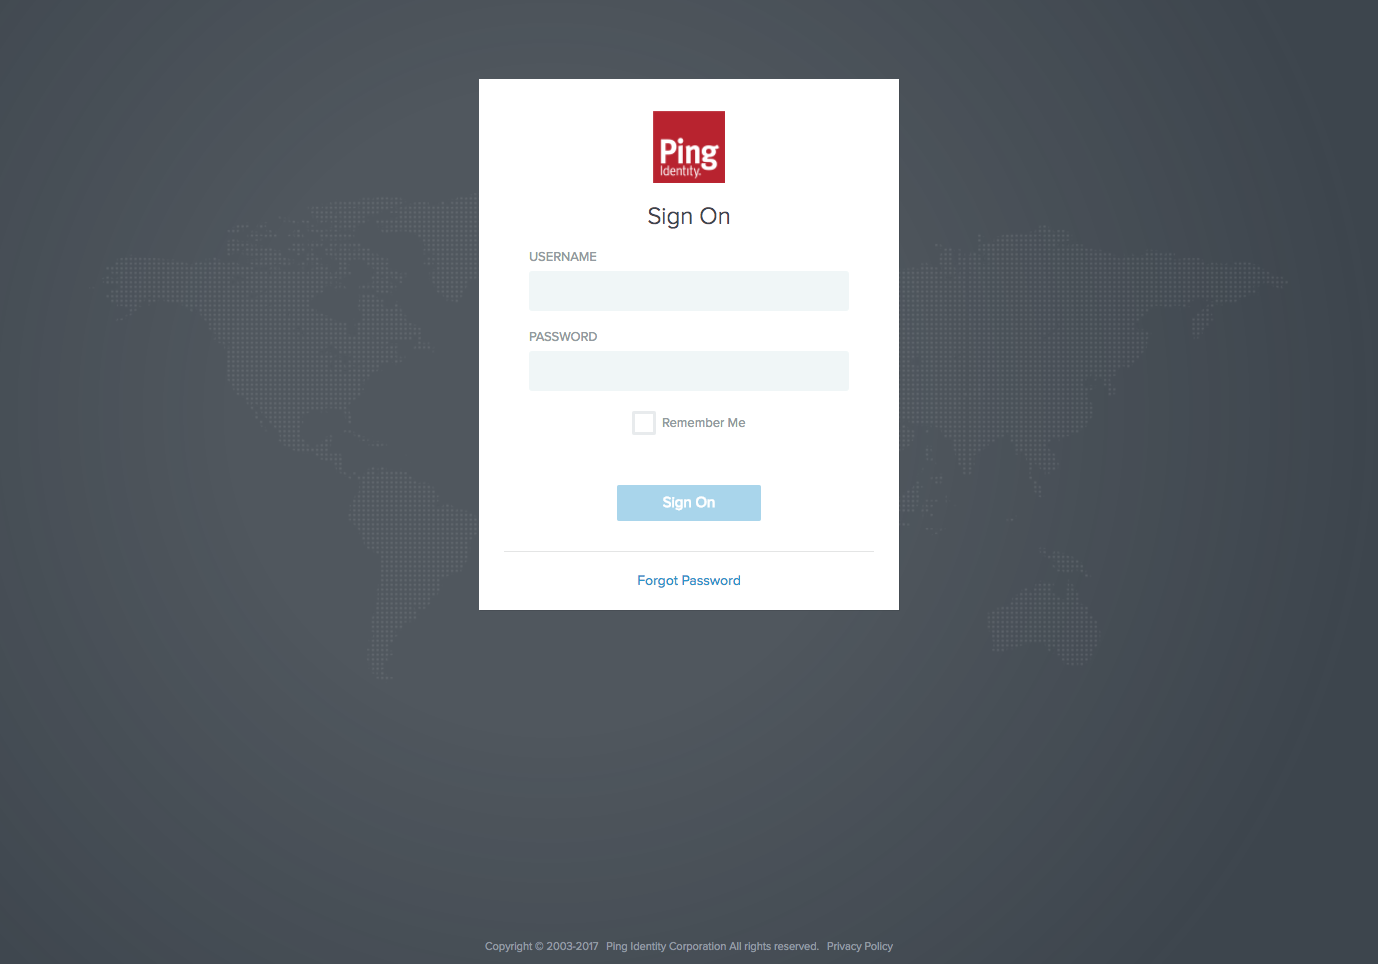 Ping
Identity.
Sign On
USERNAME
PASSWORD
Remember Me
Sign On
Forgot Password
Copyright © 2003-2017 Ping Identity Corporation All rights reserved. Privacy Policy